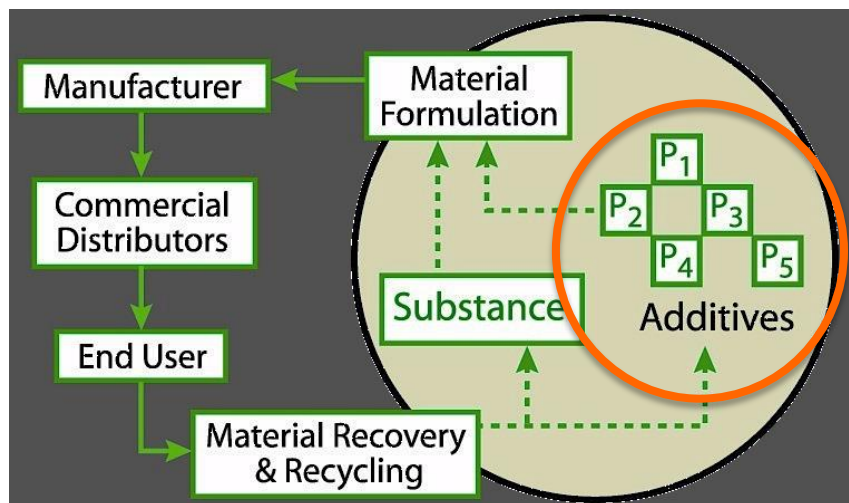 Manufacturer
Material
Formulation
Commercial
Distributors
End User
Material Recovery
& Recycling
Substance
P1
P2
P3
P4
P5
Additives